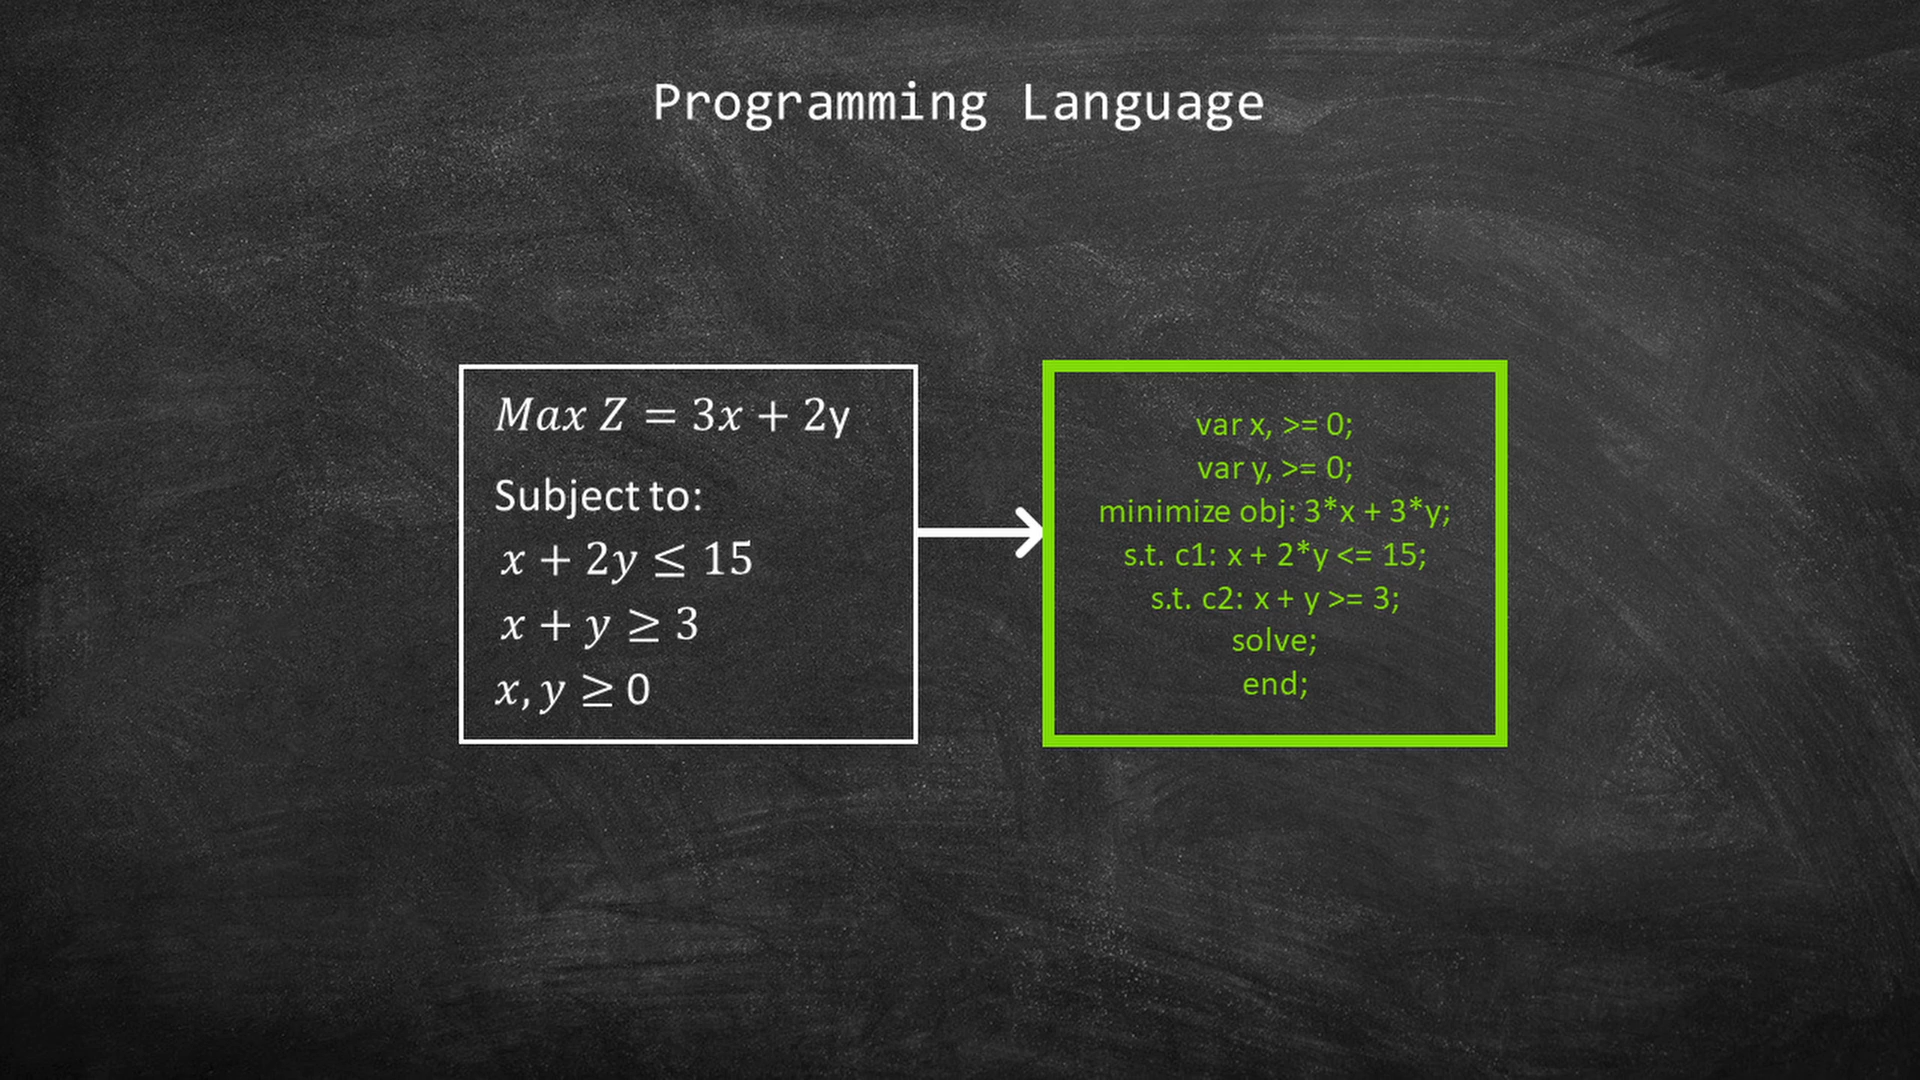 Programming Language
Max Z = 3x + 2y
Subject to:
x + 2y ≤ 15
x + y ≥ 3
x, y ≥ 0
var x, >= 0;
var y, >= 0;
minimize obj: 3*x + 3*y;
s.t. c1: x + 2*y <= 15;
s.t. c2: x + y >= 3;
solve;
end;